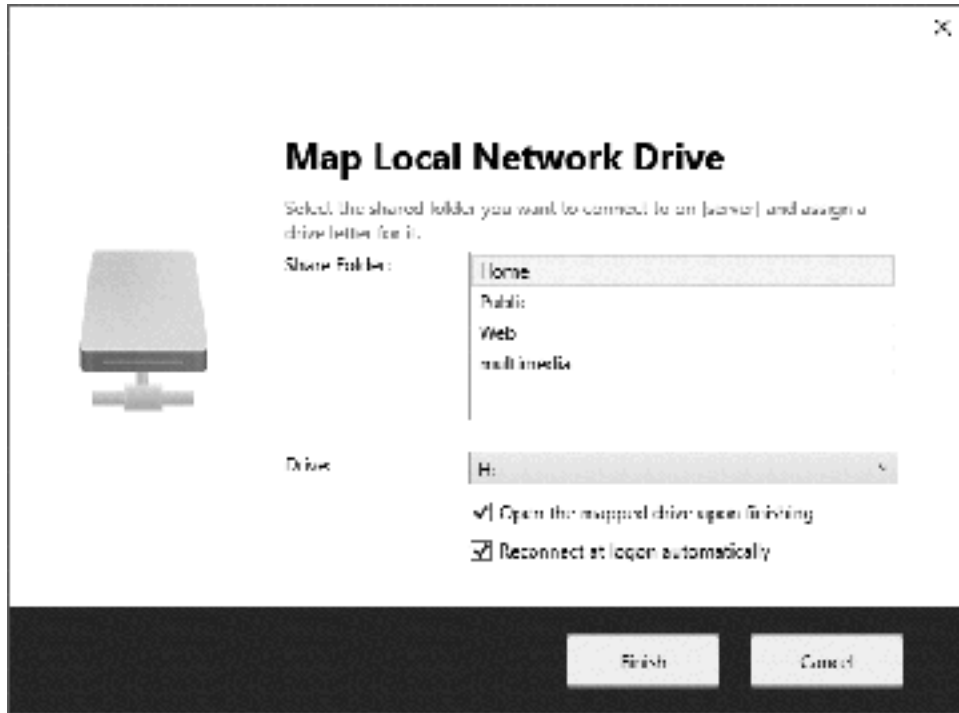 Map Local Network Drive
Select the shared folder you want to connect to on [server] and assign a
drive letter for it.
Share Folder:
Home
Public
Web
multimedia
Drive:
H:
Open the mapped drive upon finishing
Reconnect at logon automatically
Finish
Cancel